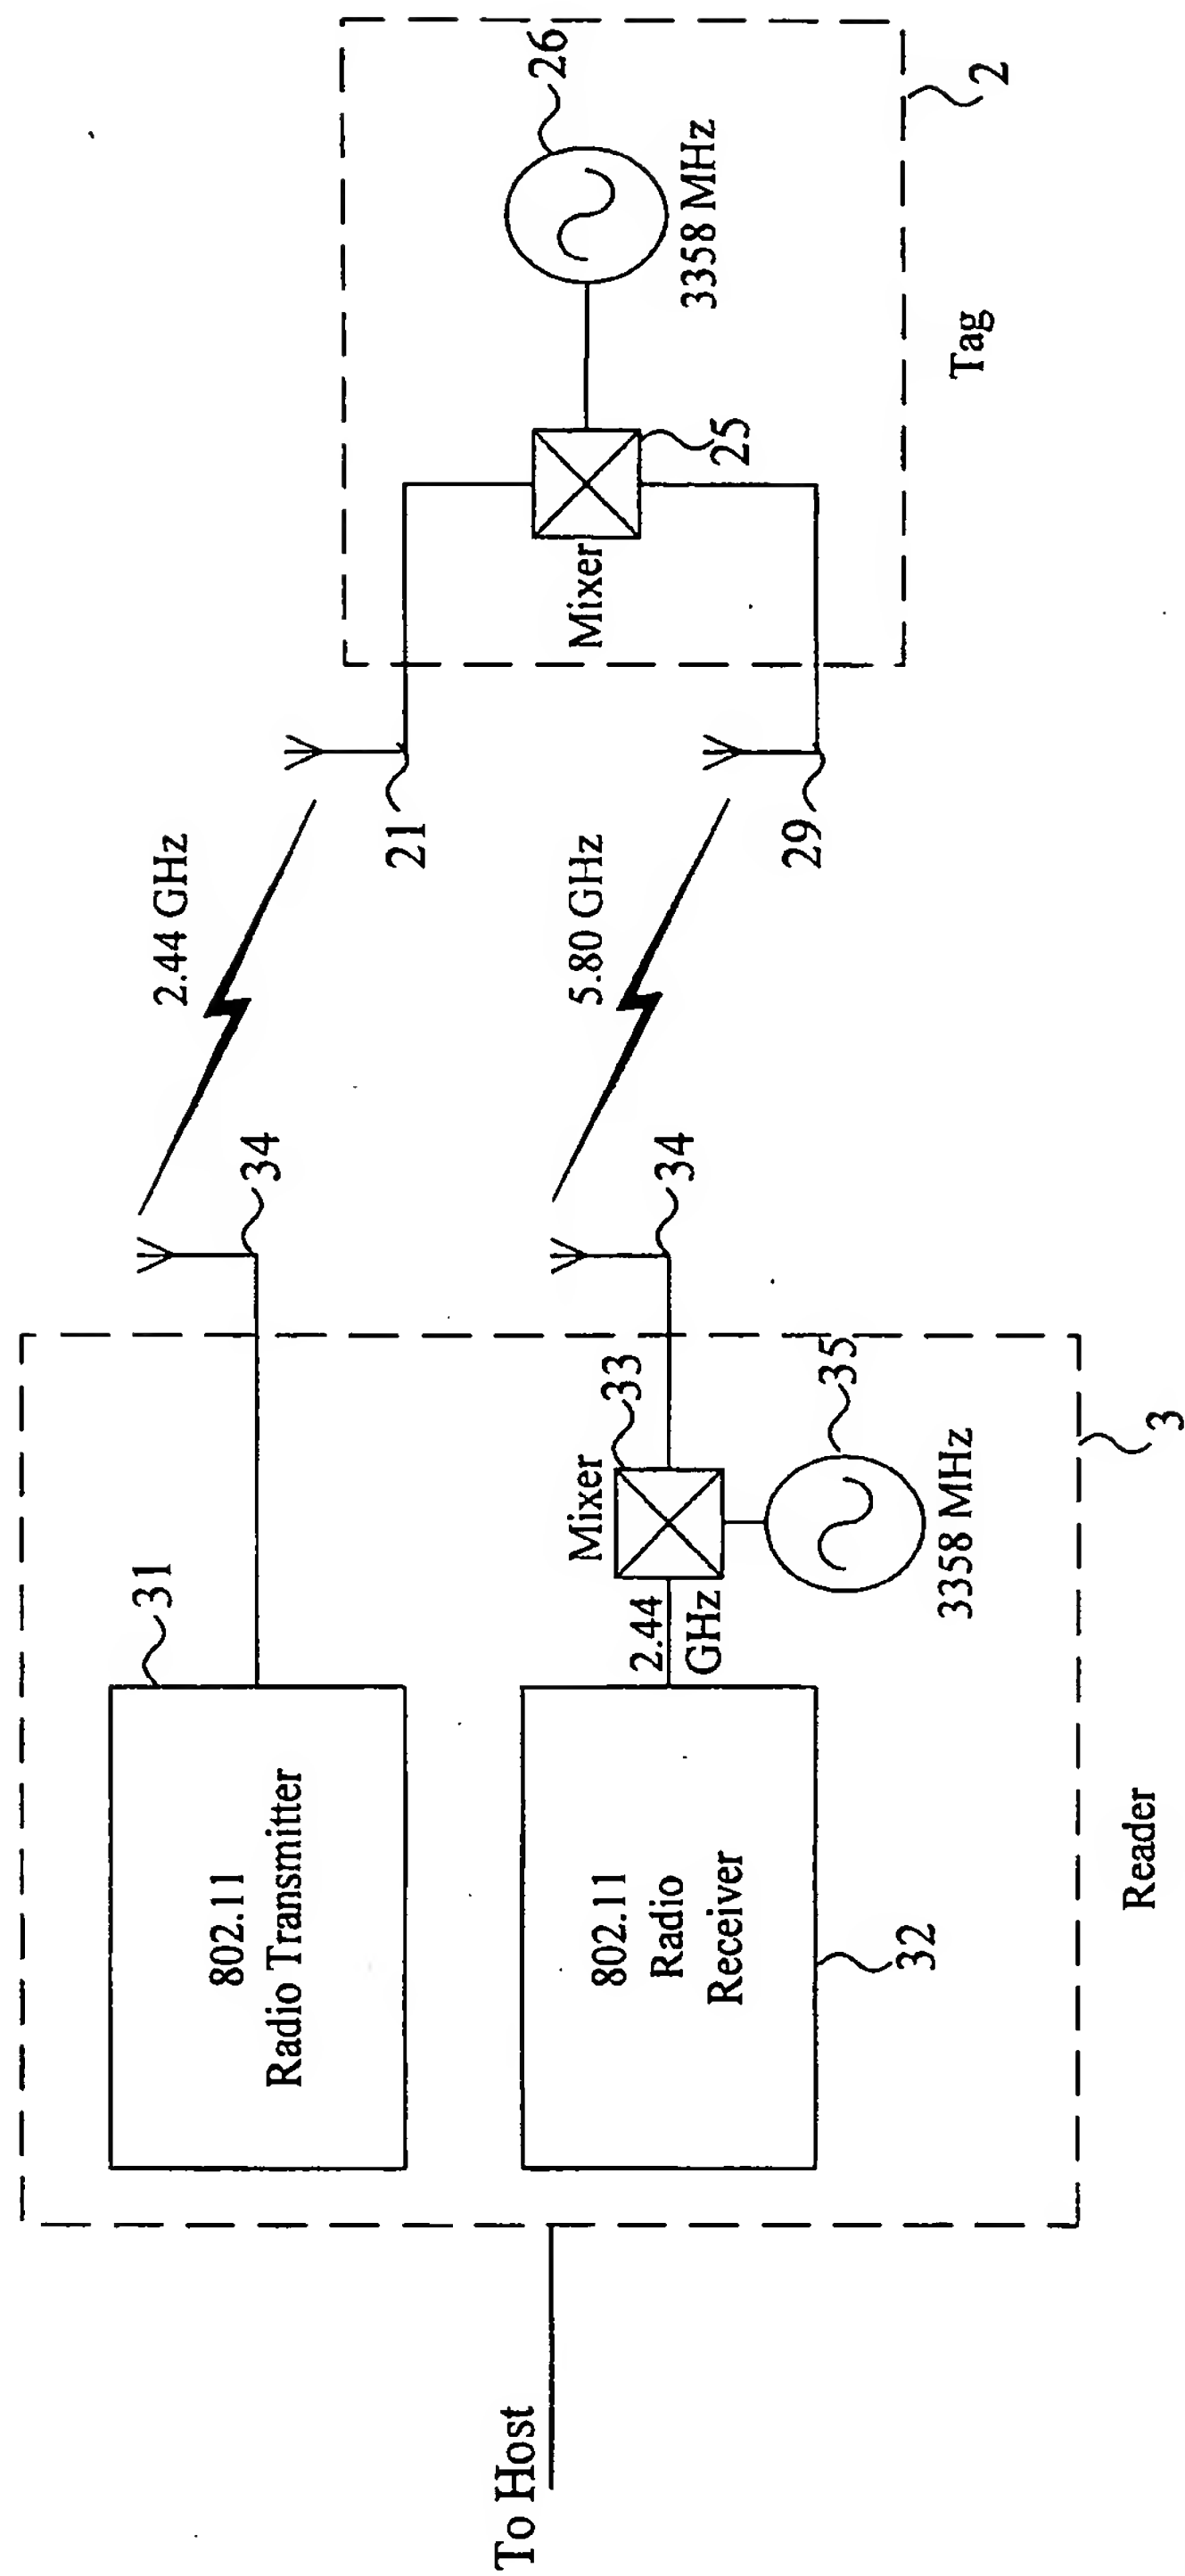 To Host
802.11
Radio Transmitter
31
34
2.44 GHz
21
802.11
Radio
Receiver
32
2.44
GHz
Mixer
33
35
3358 MHz
34
5.80 GHz
29
Reader
3
Mixer
25
26
3358 MHz
Tag
2